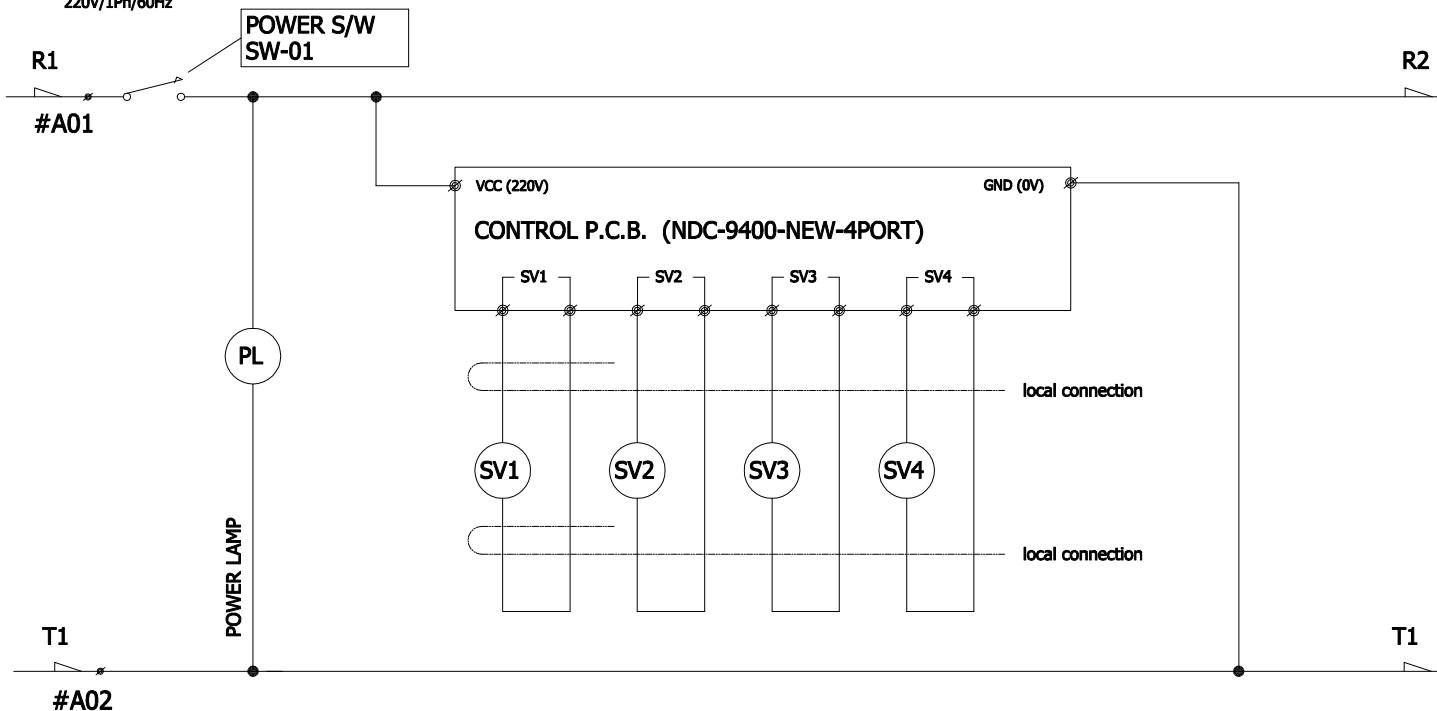 220V/1Ph/60Hz
POWER S/W
SW-01
R1
R2
#A01
VCC (220V)
GND (0V)
CONTROL P.C.B. (NDC-9400-NEW-4PORT)
SV1
SV2
SV3
SV4
PL
local connection
SV1
SV2
SV3
SV4
POWER LAMP
local connection
T1
T1
#A02